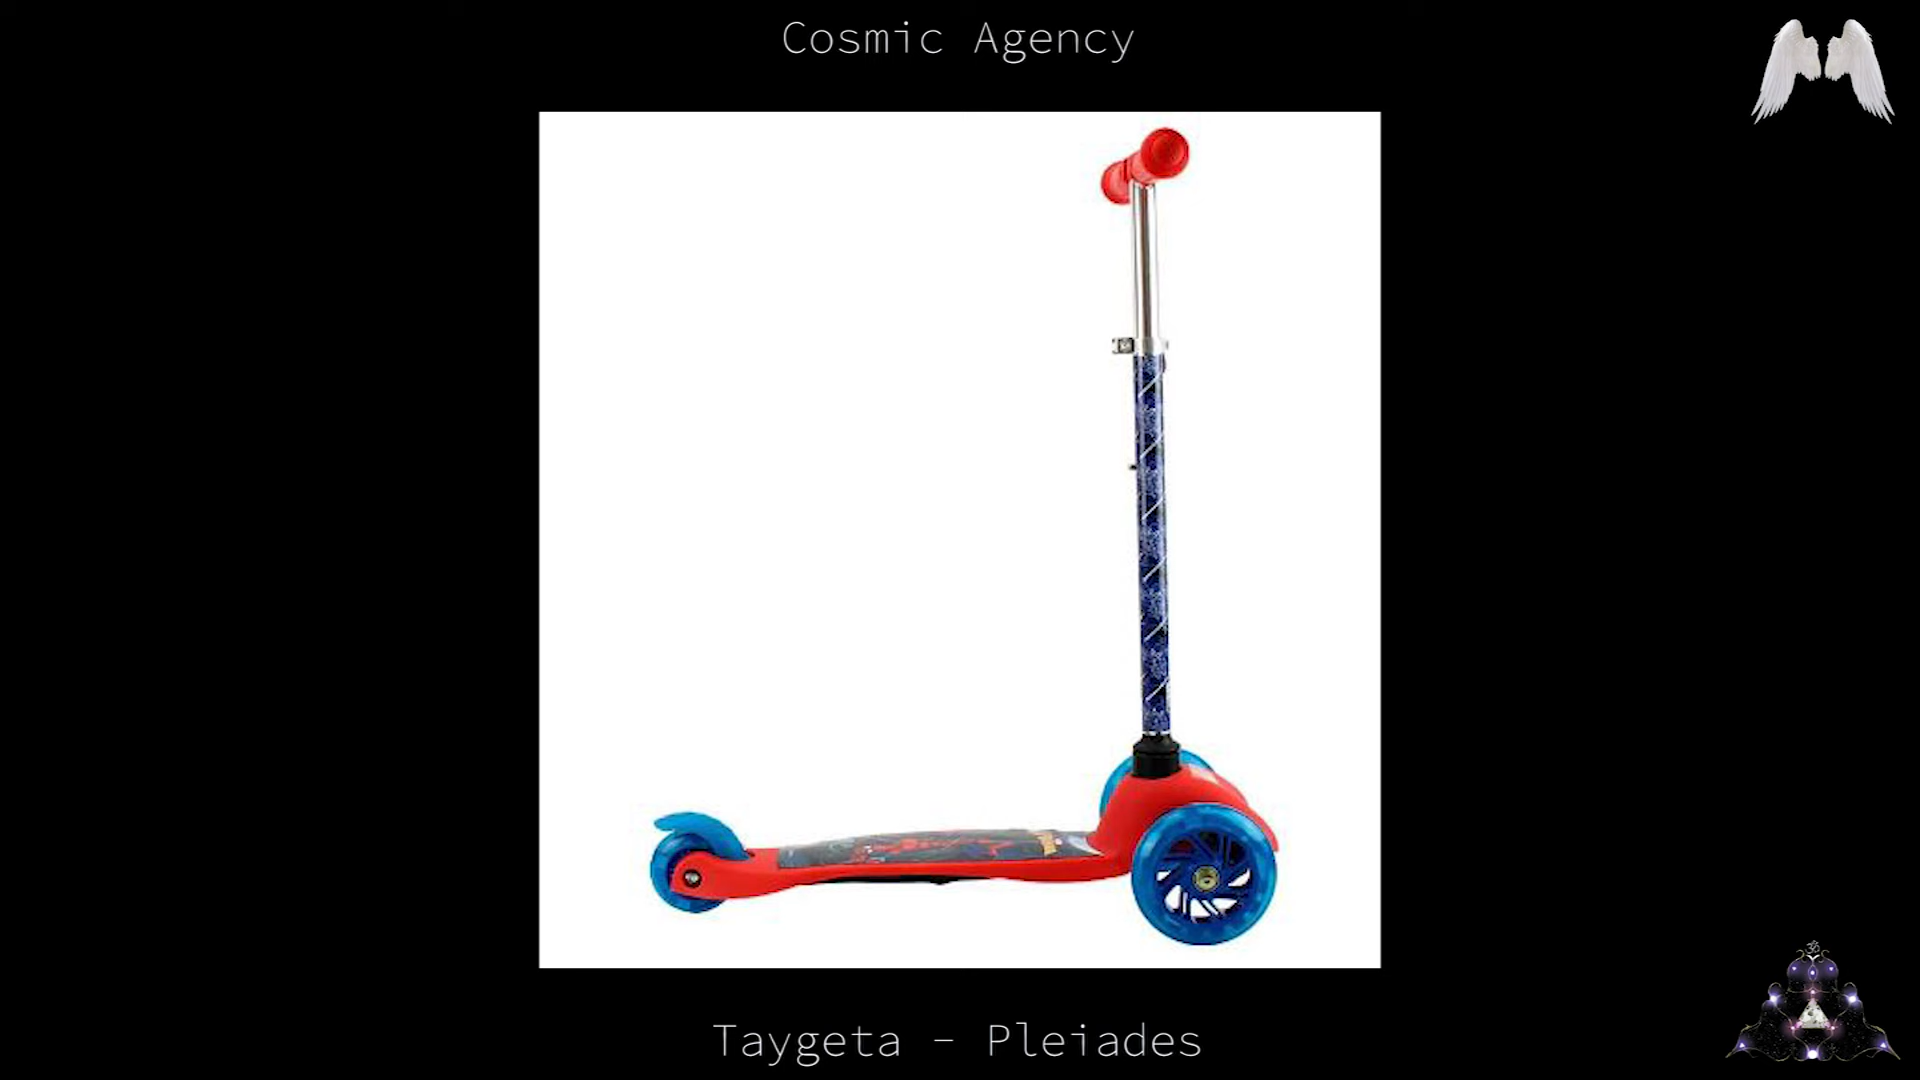 Cosmic Agency
ॐ
Taygeta - Pleiades